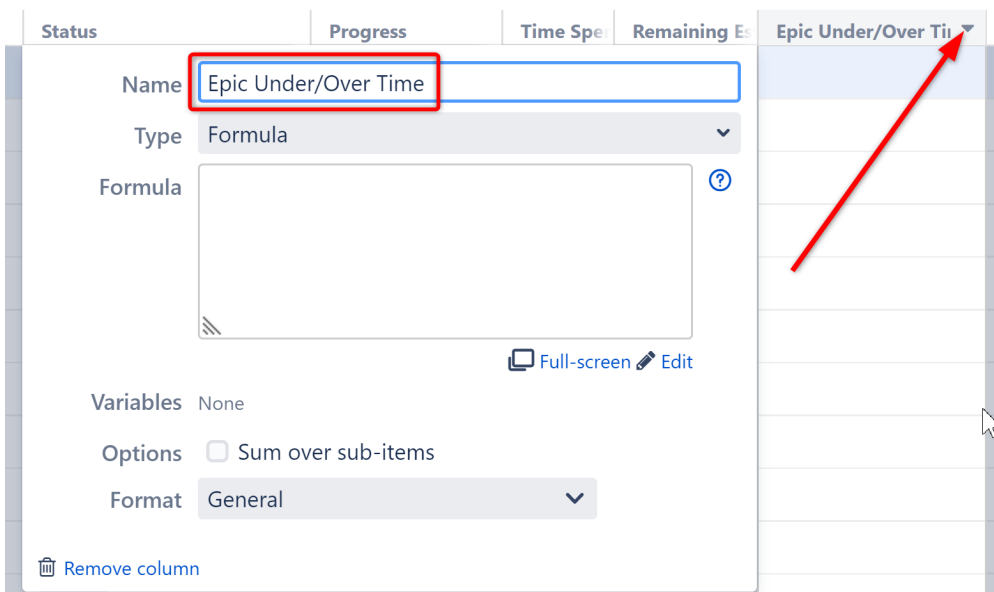 Status Progress Time Spe Remaining Es Epic Under/Over Ti
Name Epic Under/Over Time
Type Formula
Formula
Full-screen Edit
Variables None
Options Sum over sub-items
Format General
Remove column